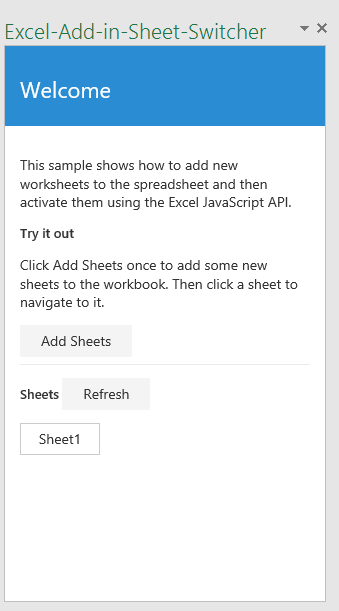 Excel-Add-in-Sheet-Switcher
Welcome
This sample shows how to add new
worksheets to the spreadsheet and then
activate them using the Excel JavaScript API.
Try it out
Click Add Sheets once to add some new
sheets to the workbook. Then click a sheet to
navigate to it.
Add Sheets
Sheets Refresh
Sheet1